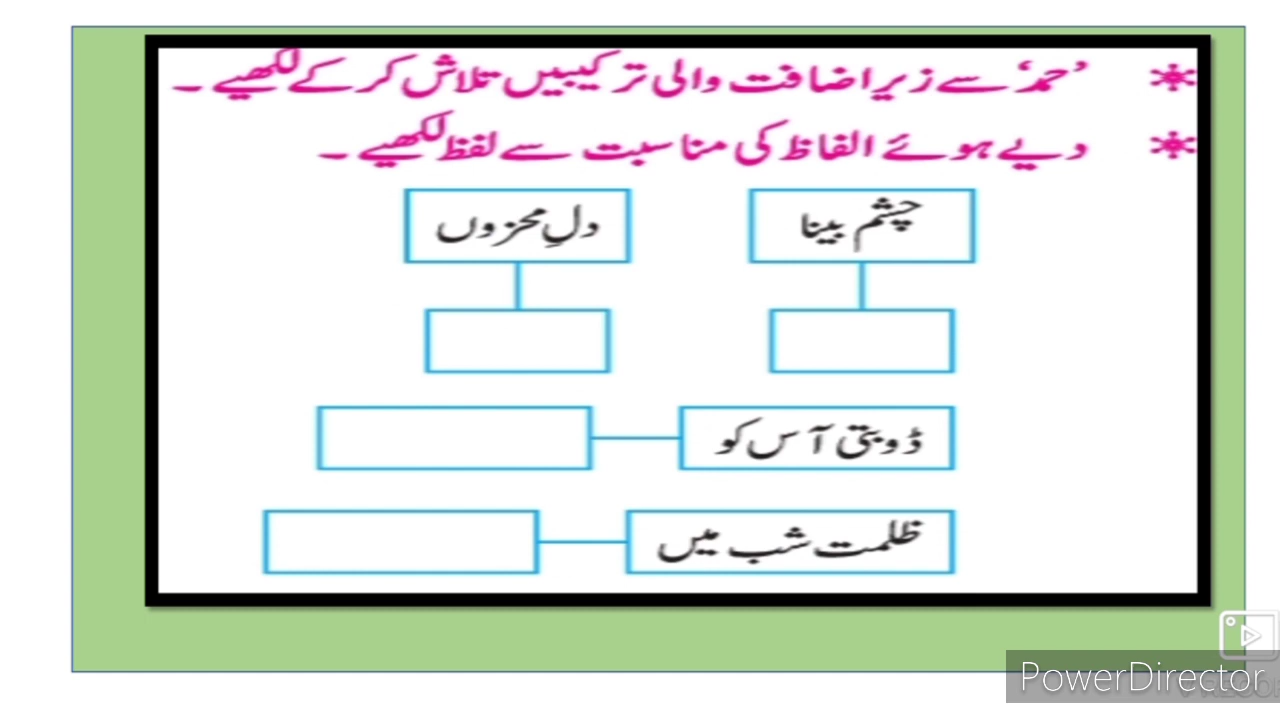 * ’حمد‘ سے زیر اضافت والی ترکیبیں تلاش کر کے لکھیے ۔
* دیے ہوئے الفاظ کی مناسبت سے لفظ لکھیے ۔
چشم بینا
دلِ محزوں
ڈوبتی آس کو
ظلمت شب میں
PowerDirector